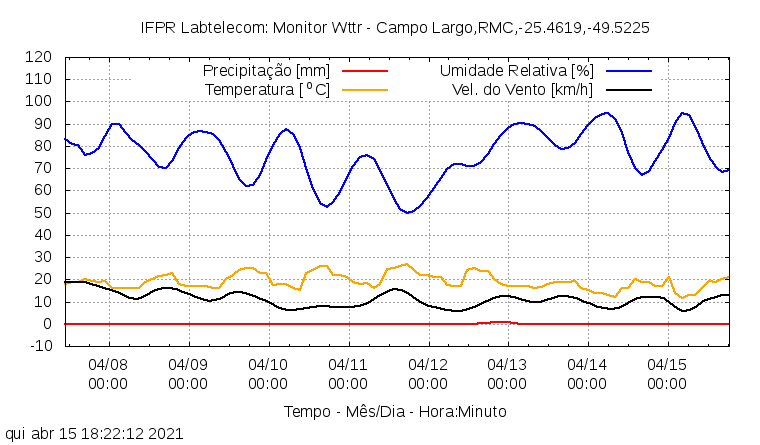 IFPR Labtelecom: Monitor Wttr - Campo Largo,RMC,-25.4619,-49.5225
120
110
100
90
80
70
60
50
40
30
20
10
0
-10
Precipitação [mm]
Temperatura [⁰C]
Umidade Relativa [%]
Vel. do Vento [km/h]
04/08 04/09 04/10 04/11 04/12 04/13 04/14 04/15
00:00 00:00 00:00 00:00 00:00 00:00 00:00 00:00
Tempo - Mês/Dia - Hora:Minuto
qui abr 15 18:22:12 2021